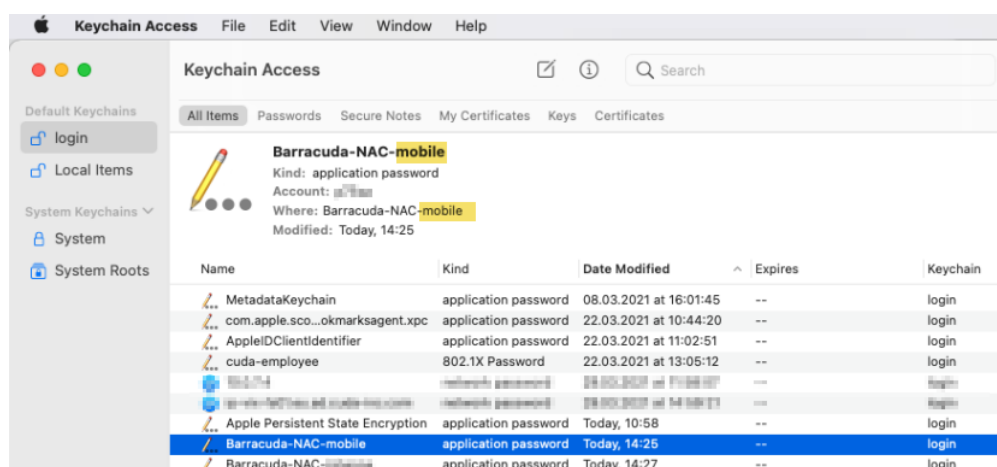 Keychain Access File Edit View Window Help
Keychain Access
Search
Default Keychains
login
Local Items
System Keychains
System
System Roots
All Items Passwords Secure Notes My Certificates Keys Certificates
Barracuda-NAC-mobile
Kind: application password
Account:
Where: Barracuda-NAC-mobile
Modified: Today, 14:25
Name Kind Date Modified Expires Keychain
MetadataKeychain application password 08.03.2021 at 16:01:45 -- login
com.apple.sco...okmarksagent.xpc application password 22.03.2021 at 10:44:20 -- login
AppleIDClientIdentifier application password 22.03.2021 at 11:02:51 -- login
cuda-employee 802.1X Password 22.03.2021 at 13:05:12 -- login
Apple Persistent State Encryption application password Today, 10:58 -- login
Barracuda-NAC-mobile application password Today, 14:25 -- login
Barracuda-NAC- application password Today, 14:27 -- login